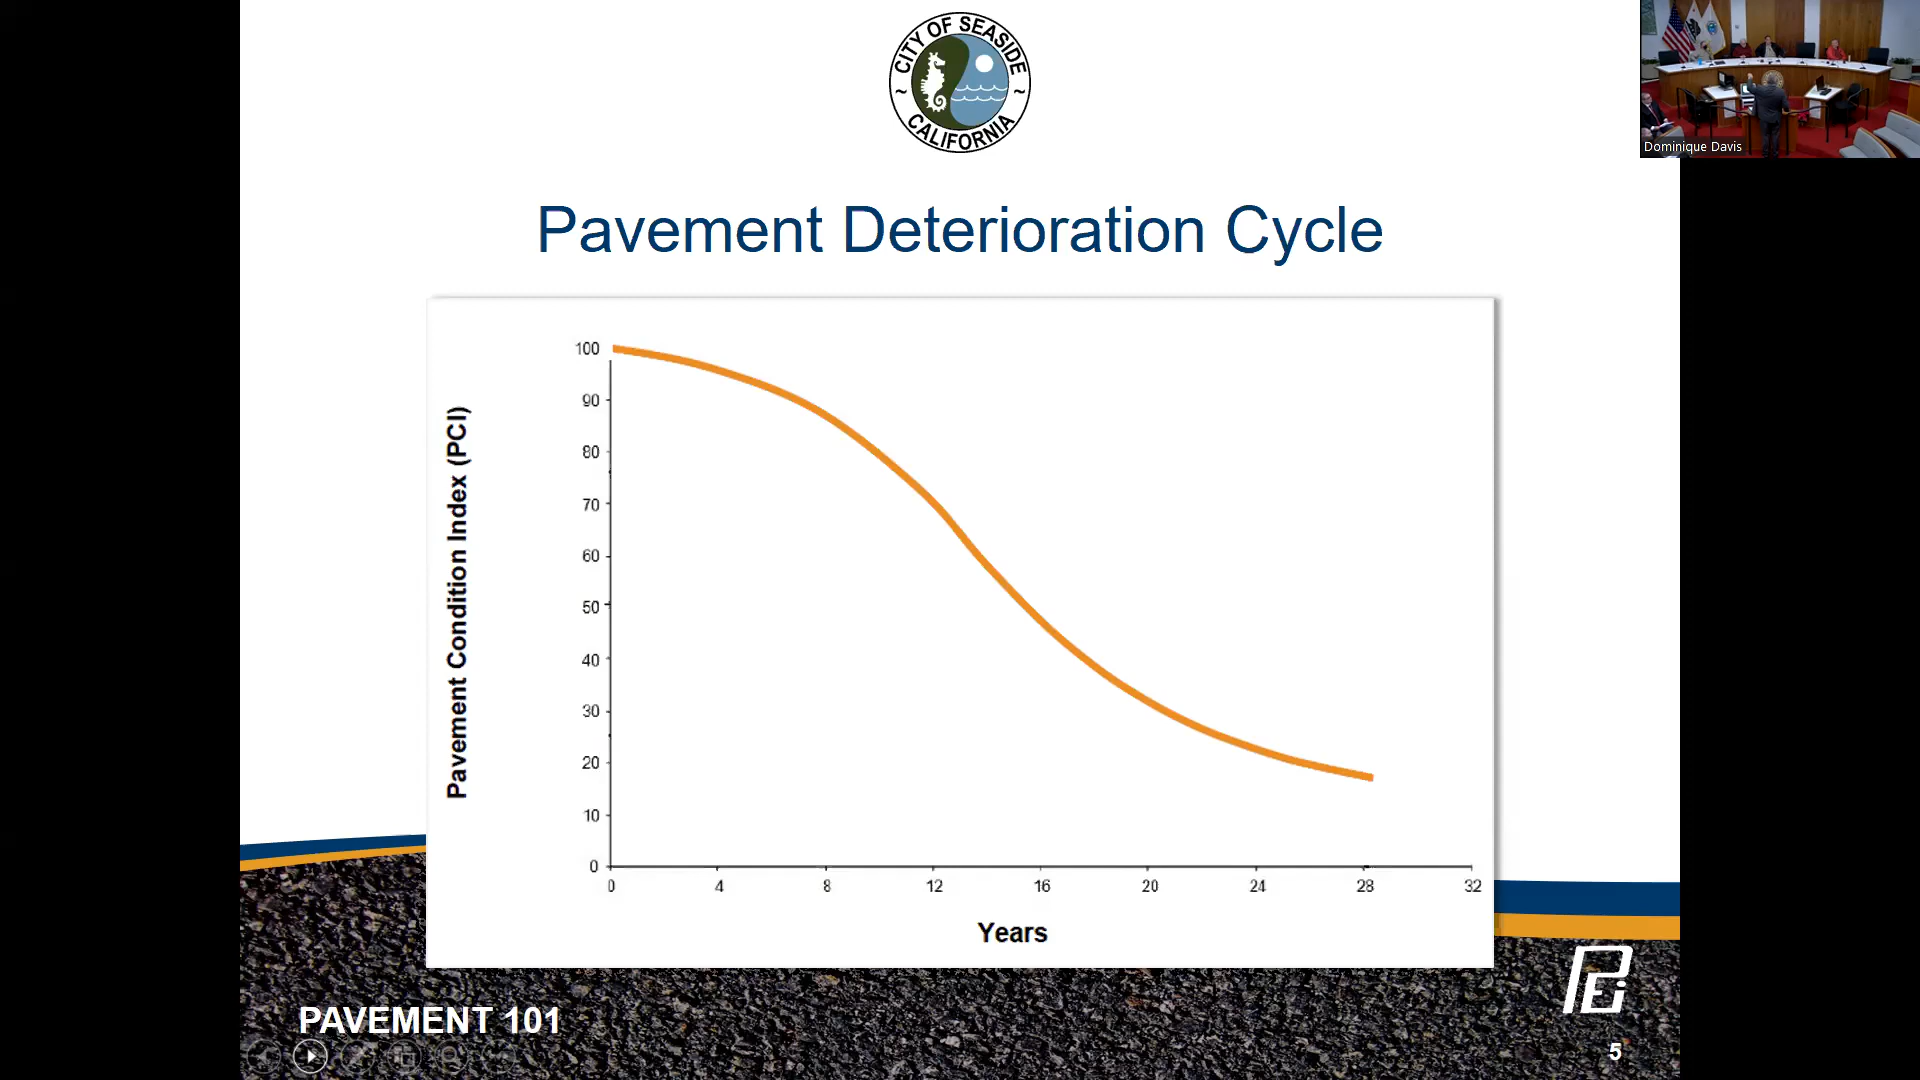 CITY OF SEASIDE
CALIFORNIA
Dominique Davis
Pavement Deterioration Cycle
Pavement Condition Index (PCI)
100
90
80
70
60
50
40
30
20
10
0
0 4 8 12 16 20 24 28 32
Years
PEi
PAVEMENT 101
5